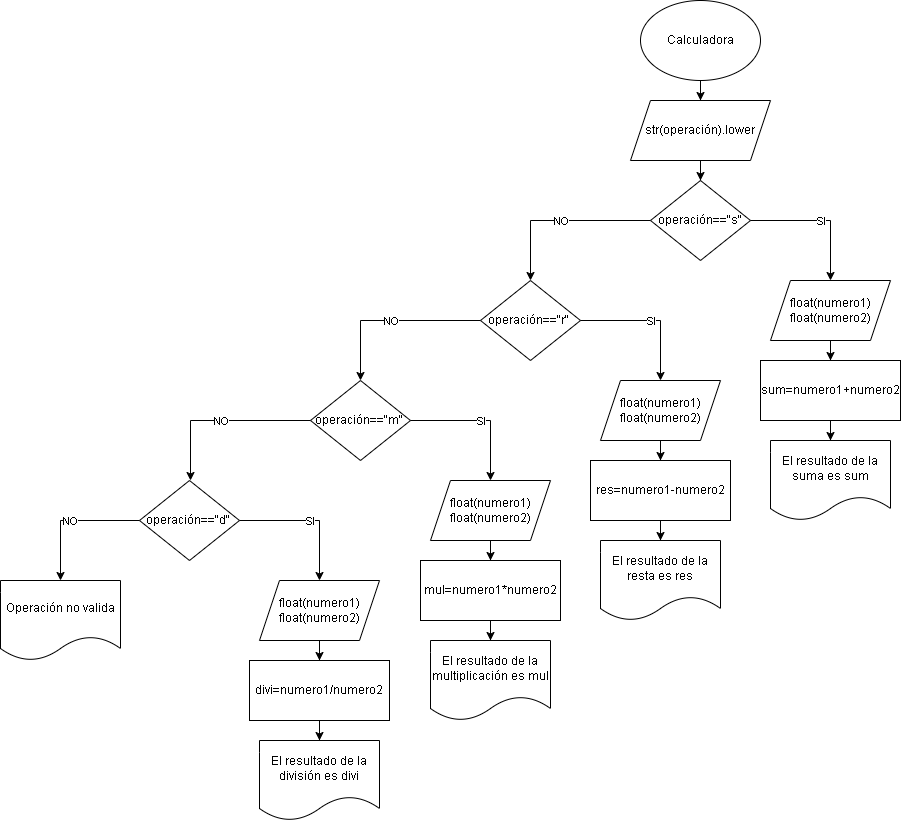 Calculadora
str(operación).lower
operación=="s"
NO
SI
operación=="r"
float(numero1)
float(numero2)
NO
SI
sum=numero1+numero2
operación=="m"
float(numero1)
float(numero2)
NO
SI
El resultado de la
suma es sum
res=numero1-numero2
operación=="d"
float(numero1)
float(numero2)
NO
SI
El resultado de la
resta es res
mul=numero1*numero2
Operación no valida
float(numero1)
float(numero2)
El resultado de la
multiplicación es mul
divi=numero1/numero2
El resultado de la
división es divi